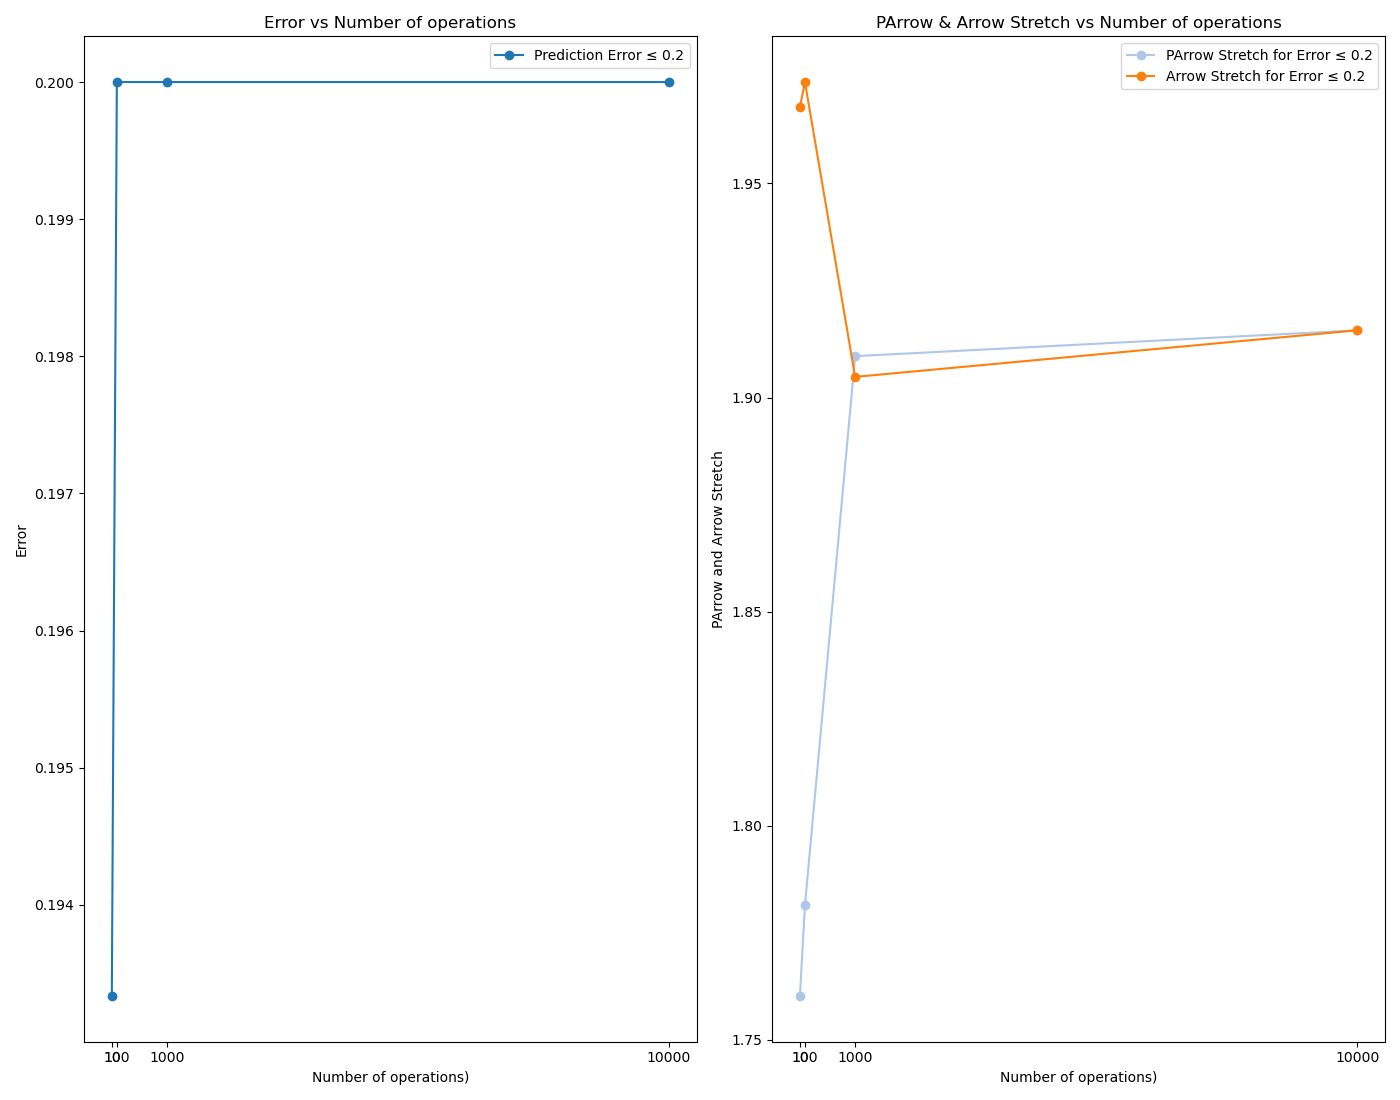 Error vs Number of operations
Prediction Error ≤ 0.2
0.200
0.199
0.198
0.197
0.196
0.195
0.194
Error
10 100 1000 10000
Number of operations)
PArrow & Arrow Stretch vs Number of operations
PArrow Stretch for Error ≤ 0.2
Arrow Stretch for Error ≤ 0.2
1.95
1.90
1.85
1.80
1.75
PArrow and Arrow Stretch
10 100 1000 10000
Number of operations)